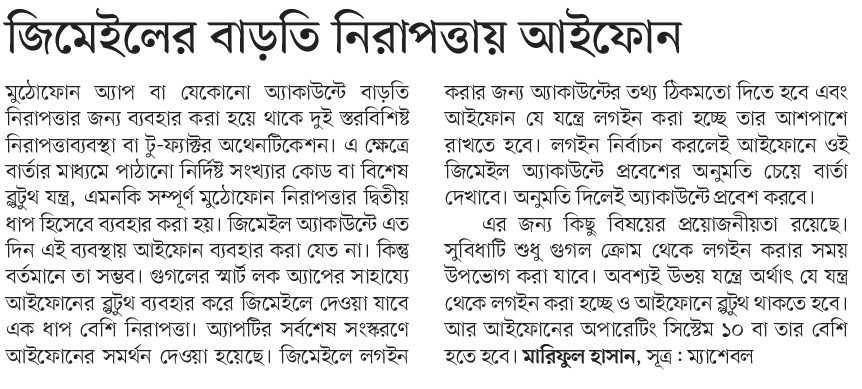 জিমেইলের বাড়তি নিরাপত্তায় আইফোন
মুঠোফোন অ্যাপ বা যেকোনো অ্যাকাউন্টে বাড়তি
নিরাপত্তার জন্য ব্যবহার করা হয়ে থাকে দুই স্তরবিশিষ্ট
নিরাপত্তাব্যবস্থা বা টু-ফ্যাক্টর অথেনটিকেশন। এ ক্ষেত্রে
বার্তার মাধ্যমে পাঠানো নির্দিষ্ট সংখ্যার কোড বা বিশেষ
ব্লুটুথ যন্ত্র, এমনকি সম্পূর্ণ মুঠোফোন নিরাপত্তার দ্বিতীয়
ধাপ হিসেবে ব্যবহার করা হয়। জিমেইল অ্যাকাউন্টে এত
দিন এই ব্যবস্থায় আইফোন ব্যবহার করা যেত না। কিন্তু
বর্তমানে তা সম্ভব। গুগলের স্মার্ট লক অ্যাপের সাহায্যে
আইফোনের ব্লুটুথ ব্যবহার করে জিমেইলে দেওয়া যাবে
এক ধাপ বেশি নিরাপত্তা। অ্যাপটির সর্বশেষ সংস্করণে
আইফোনের সমর্থন দেওয়া হয়েছে। জিমেইলে লগইন
করার জন্য অ্যাকাউন্টের তথ্য ঠিকমতো দিতে হবে এবং
আইফোন যে যন্ত্রে লগইন করা হচ্ছে তার আশপাশে
রাখতে হবে। লগইন নির্বাচন করলেই আইফোনে ওই
জিমেইল অ্যাকাউন্টে প্রবেশের অনুমতি চেয়ে বার্তা
দেখাবে। অনুমতি দিলেই অ্যাকাউন্টে প্রবেশ করবে।
এর জন্য কিছু বিষয়ের প্রয়োজনীয়তা রয়েছে।
সুবিধাটি শুধু গুগল ক্রোম থেকে লগইন করার সময়
উপভোগ করা যাবে। অবশ্যই উভয় যন্ত্রে অর্থাৎ যে যন্ত্র
থেকে লগইন করা হচ্ছে ও আইফোনে ব্লুটুথ থাকতে হবে।
আর আইফোনের অপারেটিং সিস্টেম ১০ বা তার বেশি
হতে হবে। মারিফুল হাসান, সূত্র : ম্যাশেবল